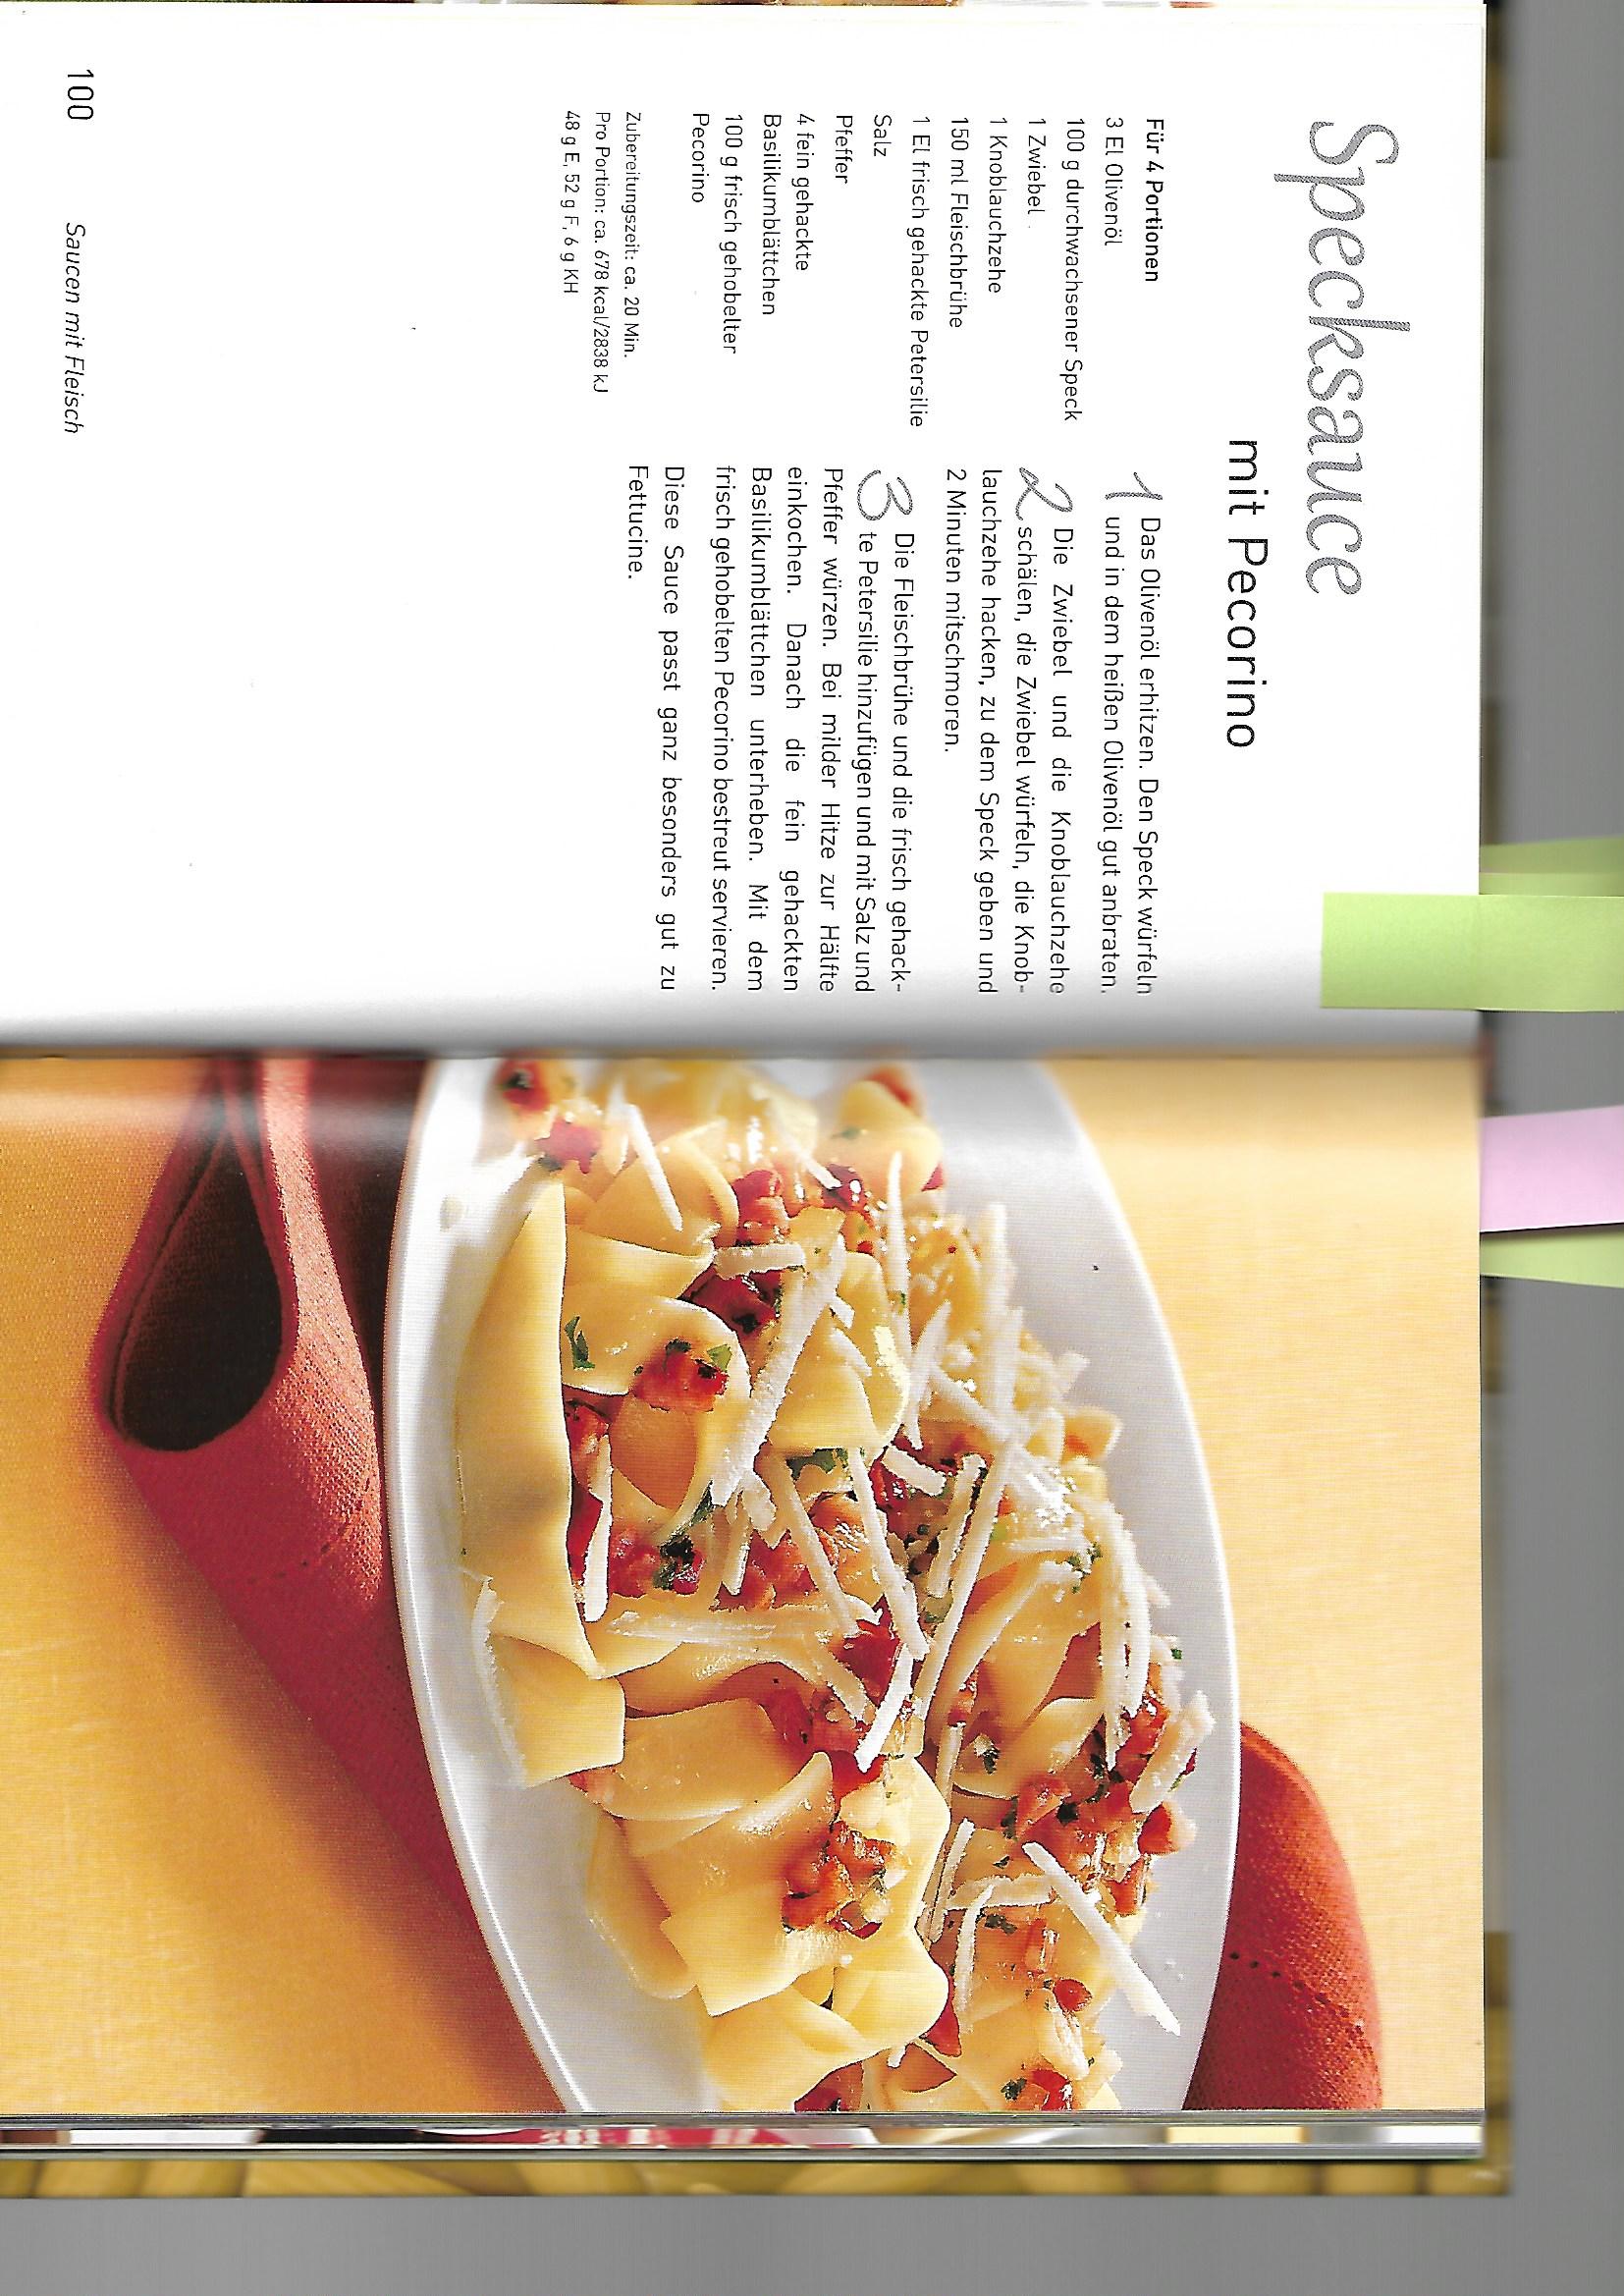 Specksauce
mit Pecorino
Für 4 Portionen
3 El Olivenöl
100 g durchwachsener Speck
1 Zwiebel
1 Knoblauchzehe
150 ml Fleischbrühe
1 El frisch gehackte Petersilie
Salz
Pfeffer
4 fein gehackte
Basilikumblättchen
100 g frisch gehobelter
Pecorino
Zubereitungszeit: ca. 20 Min.
Pro Portion: ca. 678 kcal/2838 kJ
48 g E, 52 g F, 6 g KH
1 Das Olivenöl erhitzen. Den Speck würfeln
und in dem heißen Olivenöl gut anbraten.
2 Die Zwiebel und die Knoblauchzehe
schälen, die Zwiebel würfeln, die Knob-
lauchzehe hacken, zu dem Speck geben und
2 Minuten mitschmoren.
3 Die Fleischbrühe und die frisch gehack-
te Petersilie hinzufügen und mit Salz und
Pfeffer würzen. Bei milder Hitze zur Hälfte
einkochen. Danach die fein gehackten
Basilikumblättchen unterheben. Mit dem
frisch gehobelten Pecorino bestreut servieren.
Diese Sauce passt ganz besonders gut zu
Fettucine.
100 Saucen mit Fleisch